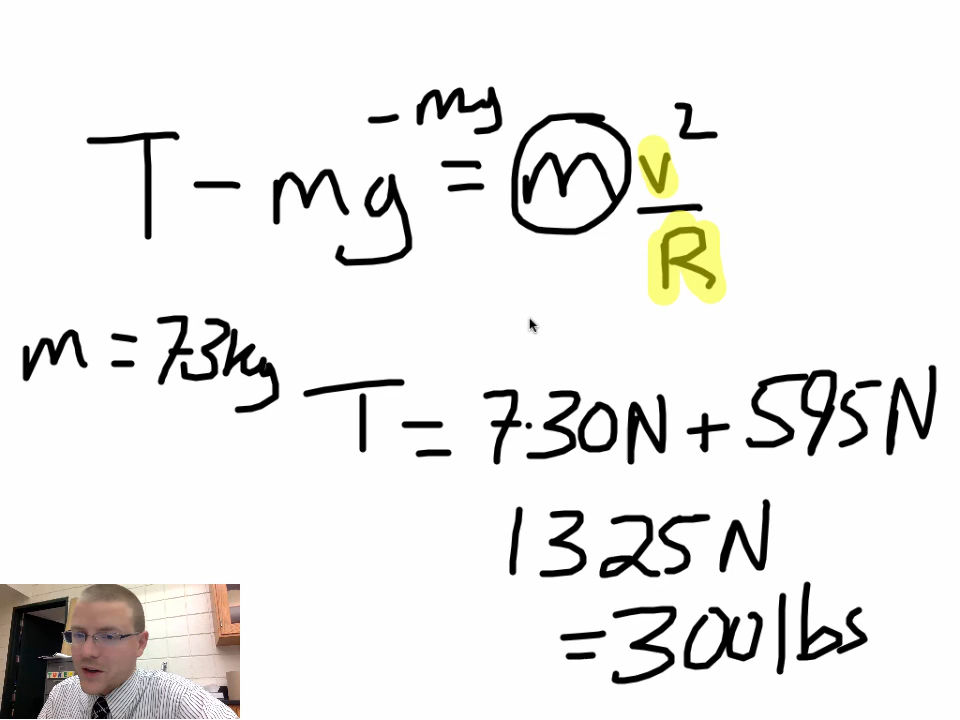 - mg
T - mg = m v²/R
m = 73kg
T = 730N + 595N
1325N
= 300lbs